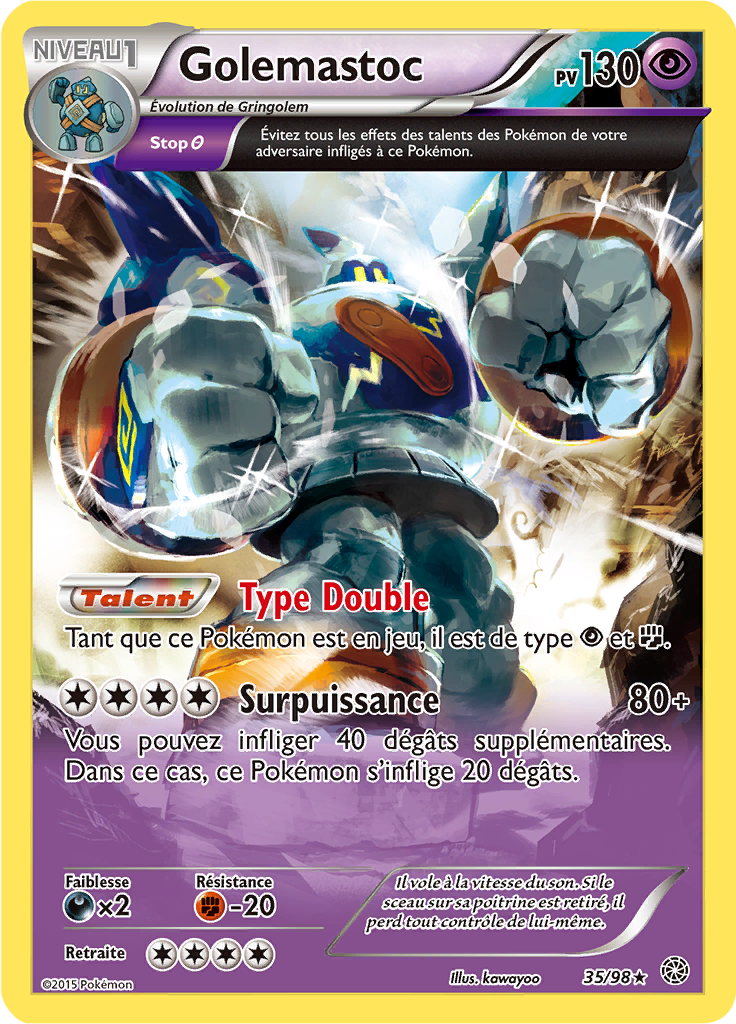 NIVEAU1
Golemastoc
PV130
Évolution de Gringolem
Stop θ
Évitez tous les effets des talents des Pokémon de votre
adversaire infligés à ce Pokémon.
Talent Type Double
Tant que ce Pokémon est en jeu, il est de type et .
Surpuissance 80+
Vous pouvez infliger 40 dégâts supplémentaires.
Dans ce cas, ce Pokémon s’inflige 20 dégâts.
Faiblesse
×2
Résistance
-20
Retraite
Il vole à la vitesse du son. Si le
sceau sur sa poitrine est retiré, il
perd tout contrôle de lui-même.
©2015 Pokémon
Illus. kawayoo
35/98★